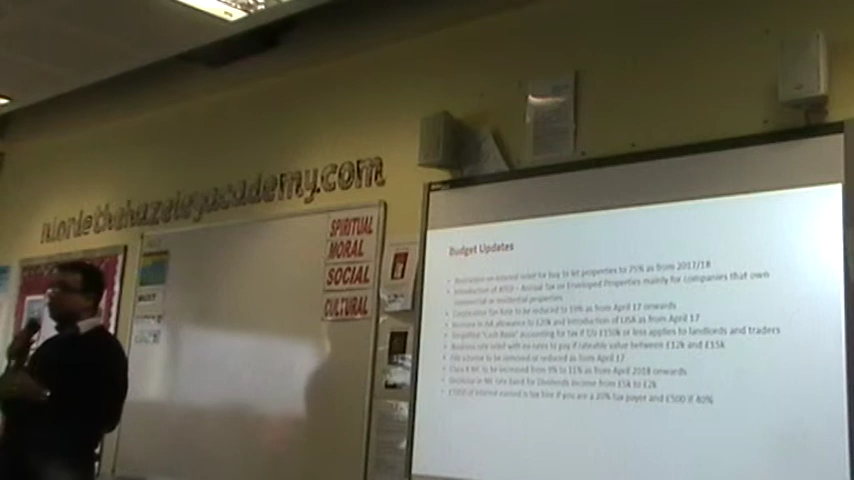 thehazeleyacademy.com
SPIRITUAL
MORAL
SOCIAL
CULTURAL
Budget Updates
Restriction on interest relief for buy to let properties to 75% as from 2017/18
Introduction of ATED - Annual Tax on Enveloped Properties mainly for companies that own
commercial or residential properties
Corporation Tax Rate to be reduced to 19% as from April 17 onwards
Increase in ISA allowance to £20k and introduction of LISA as from April 17
Simplified "Cash Basis" accounting for tax if T/O £150k or less applies to landlords and traders
Business rate relief with no rates to pay if rateable value between £12k and £15k
scheme to be removed or reduced as from April 17
Class 4 NIC to be increased from 9% to 11% as from April 2018 onwards
rate band for Dividends income from £5k to £2k
of interest earned is tax free if you are a 20% tax payer and £500 if 40%